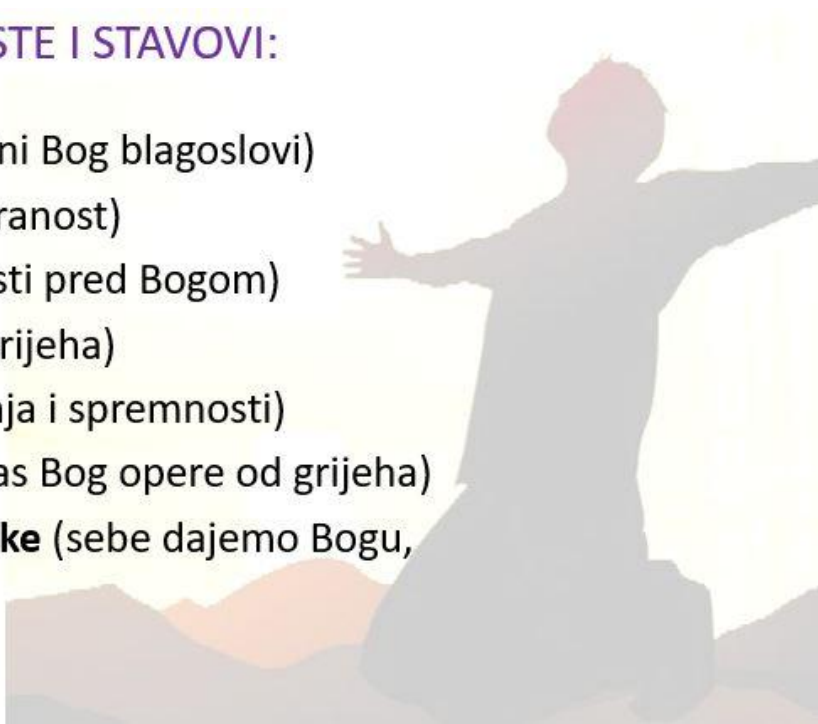 STE I STAVOVI:
ni Bog blagoslovi)
ranost)
sti pred Bogom)
rijeha)
nja i spremnosti)
as Bog opere od grijeha)
ke (sebe dajemo Bogu,